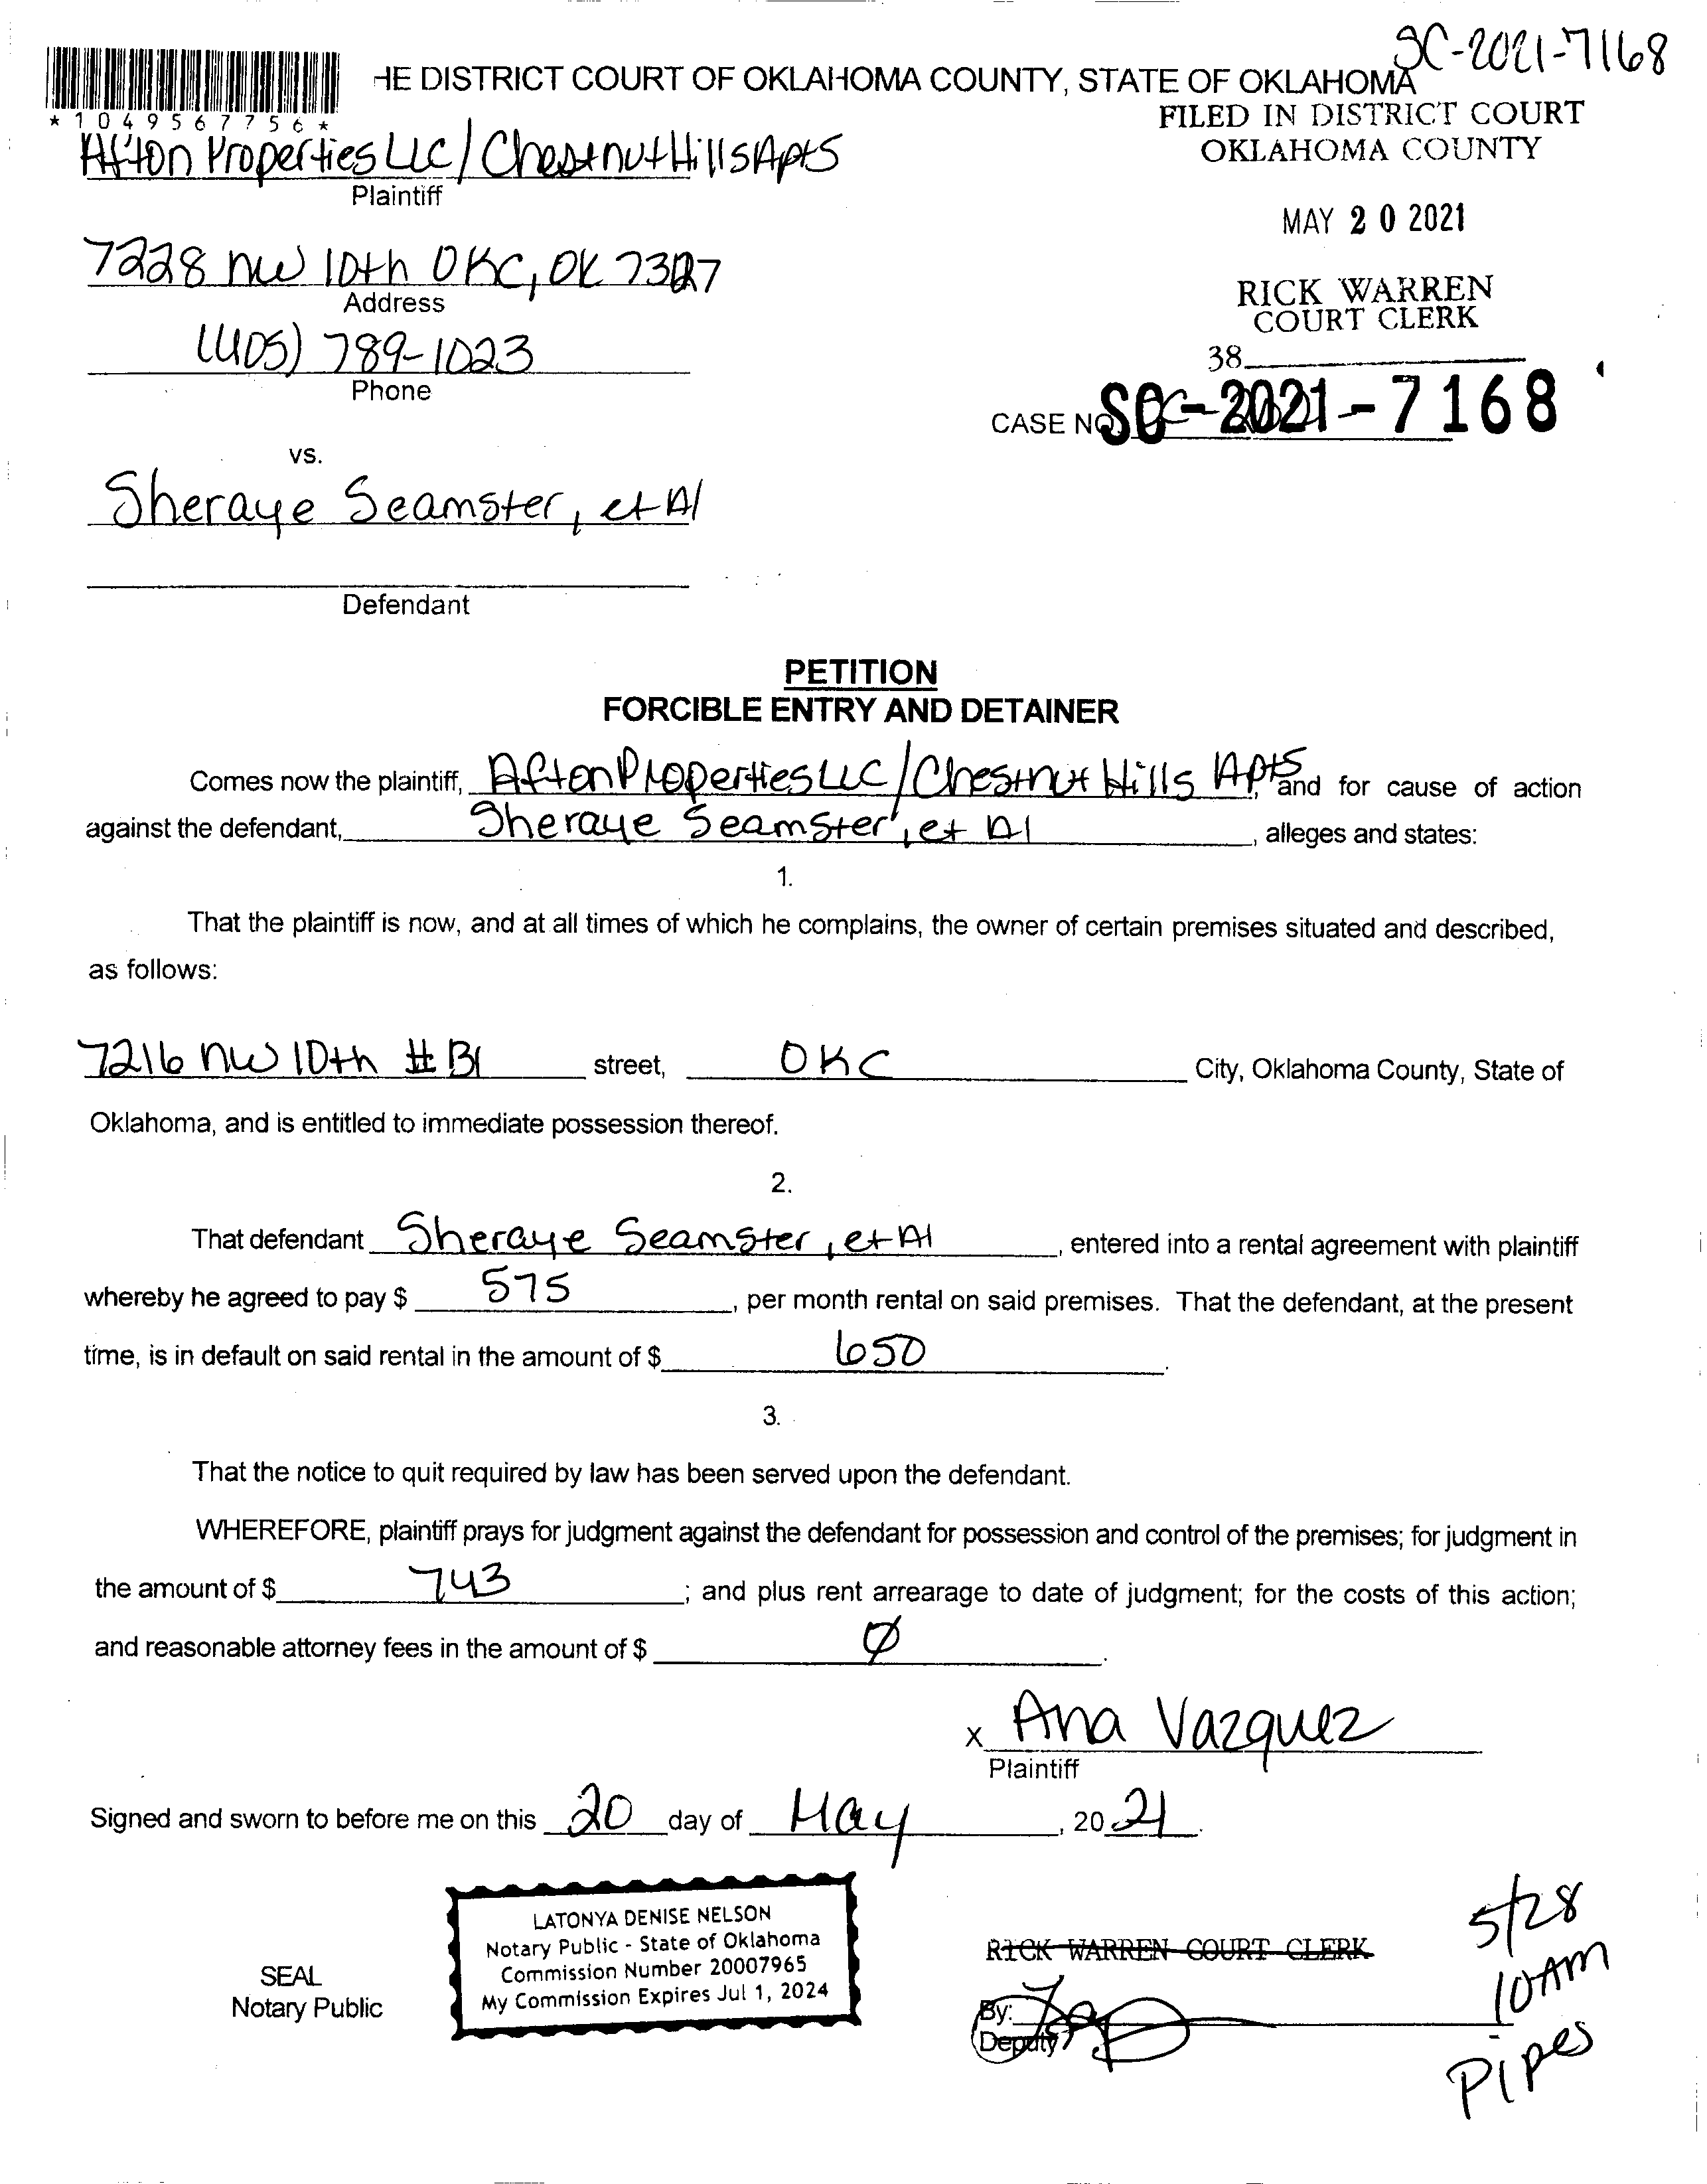 SC-2021-7168
HE DISTRICT COURT OF OKLAHOMA COUNTY, STATE OF OKLAHOMA
*1049567756*
FILED IN DISTRICT COURT
OKLAHOMA COUNTY
Afton Properties LLC/Chestnut Hills Apts
Plaintiff
MAY 20 2021
7228 NW 10th OKC, OK 73127
Address
RICK WARREN
COURT CLERK
(405) 789-1023
Phone
38
CASE NO. SC-2021-7168
vs.
Sheraye Seamster, et Al
Defendant
PETITION
FORCIBLE ENTRY AND DETAINER
Comes now the plaintiff, Afton Properties LLC/Chestnut Hills Apts, and for cause of action
against the defendant, Sheraye Seamster, et Al, alleges and states:
1.
That the plaintiff is now, and at all times of which he complains, the owner of certain premises situated and described,
as follows:
7216 NW 10th #B1 street, OKC City, Oklahoma County, State of
Oklahoma, and is entitled to immediate possession thereof.
2.
That defendant Sheraye Seamster, et Al, entered into a rental agreement with plaintiff
whereby he agreed to pay $ 575, per month rental on said premises. That the defendant, at the present
time, is in default on said rental in the amount of $ 650.
3.
That the notice to quit required by law has been served upon the defendant.
WHEREFORE, plaintiff prays for judgment against the defendant for possession and control of the premises; for judgment in
the amount of $ 743; and plus rent arrearage to date of judgment; for the costs of this action;
and reasonable attorney fees in the amount of $ Ø.
x Ana Vazquez
Plaintiff
Signed and sworn to before me on this 20 day of May, 2021.
LATONYA DENISE NELSON
Notary Public - State of Oklahoma
Commission Number 20007965
My Commission Expires Jul 1, 2024
SEAL
Notary Public
RICK WARREN COURT CLERK
By:
Deputy
5/28
10AM
Pipes